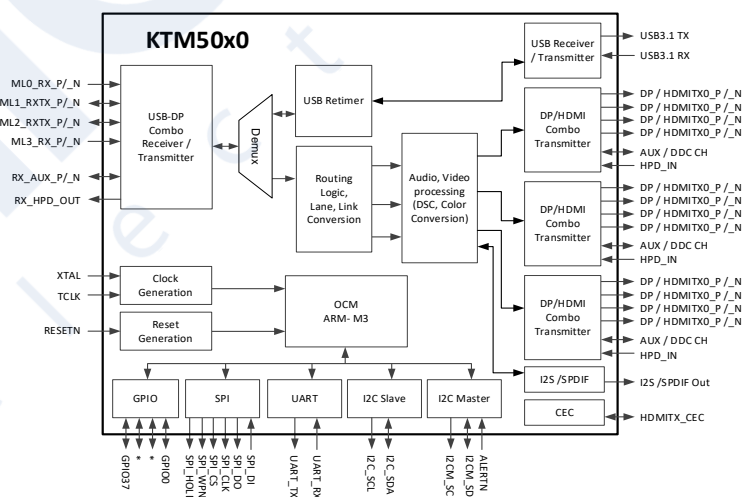 KTM50x0
USB Receiver
/ Transmitter
USB3.1 TX
USB3.1 RX
ML0_RX_P/_N
ML1_RXTX_P/_N
ML2_RXTX_P/_N
ML3_RX_P/_N
RX_AUX_P/_N
RX_HPD_OUT
USB-DP
Combo
Receiver /
Transmitter
Demux
USB Retimer
Routing
Logic,
Lane, Link
Conversion
Audio, Video
processing
(DSC, Color
Conversion)
DP/HDMI
Combo
Transmitter
DP / HDMITX0_P /_N
DP / HDMITX0_P /_N
DP / HDMITX0_P /_N
DP / HDMITX0_P /_N
AUX / DDC CH
HPD_IN
DP/HDMI
Combo
Transmitter
DP / HDMITX0_P /_N
DP / HDMITX0_P /_N
DP / HDMITX0_P /_N
DP / HDMITX0_P /_N
AUX / DDC CH
HPD_IN
DP/HDMI
Combo
Transmitter
DP / HDMITX0_P /_N
DP / HDMITX0_P /_N
DP / HDMITX0_P /_N
DP / HDMITX0_P /_N
AUX / DDC CH
HPD_IN
XTAL
TCLK
RESETN
Clock
Generation
Reset
Generation
OCM
ARM- M3
I2S /SPDIF
I2S /SPDIF Out
CEC
HDMITX_CEC
GPIO
SPI
UART
I2C Slave
I2C Master
GPIO37
*
*
GPIO0
SPI_HOL
SPI_WPN
SPI_CS
SPI_CLK
SPI_DO
SPI_DI
UART_TX
UART_RX
I2C_SCL
I2C_SDA
I2CM_SC
I2CM_SD
ALERTN